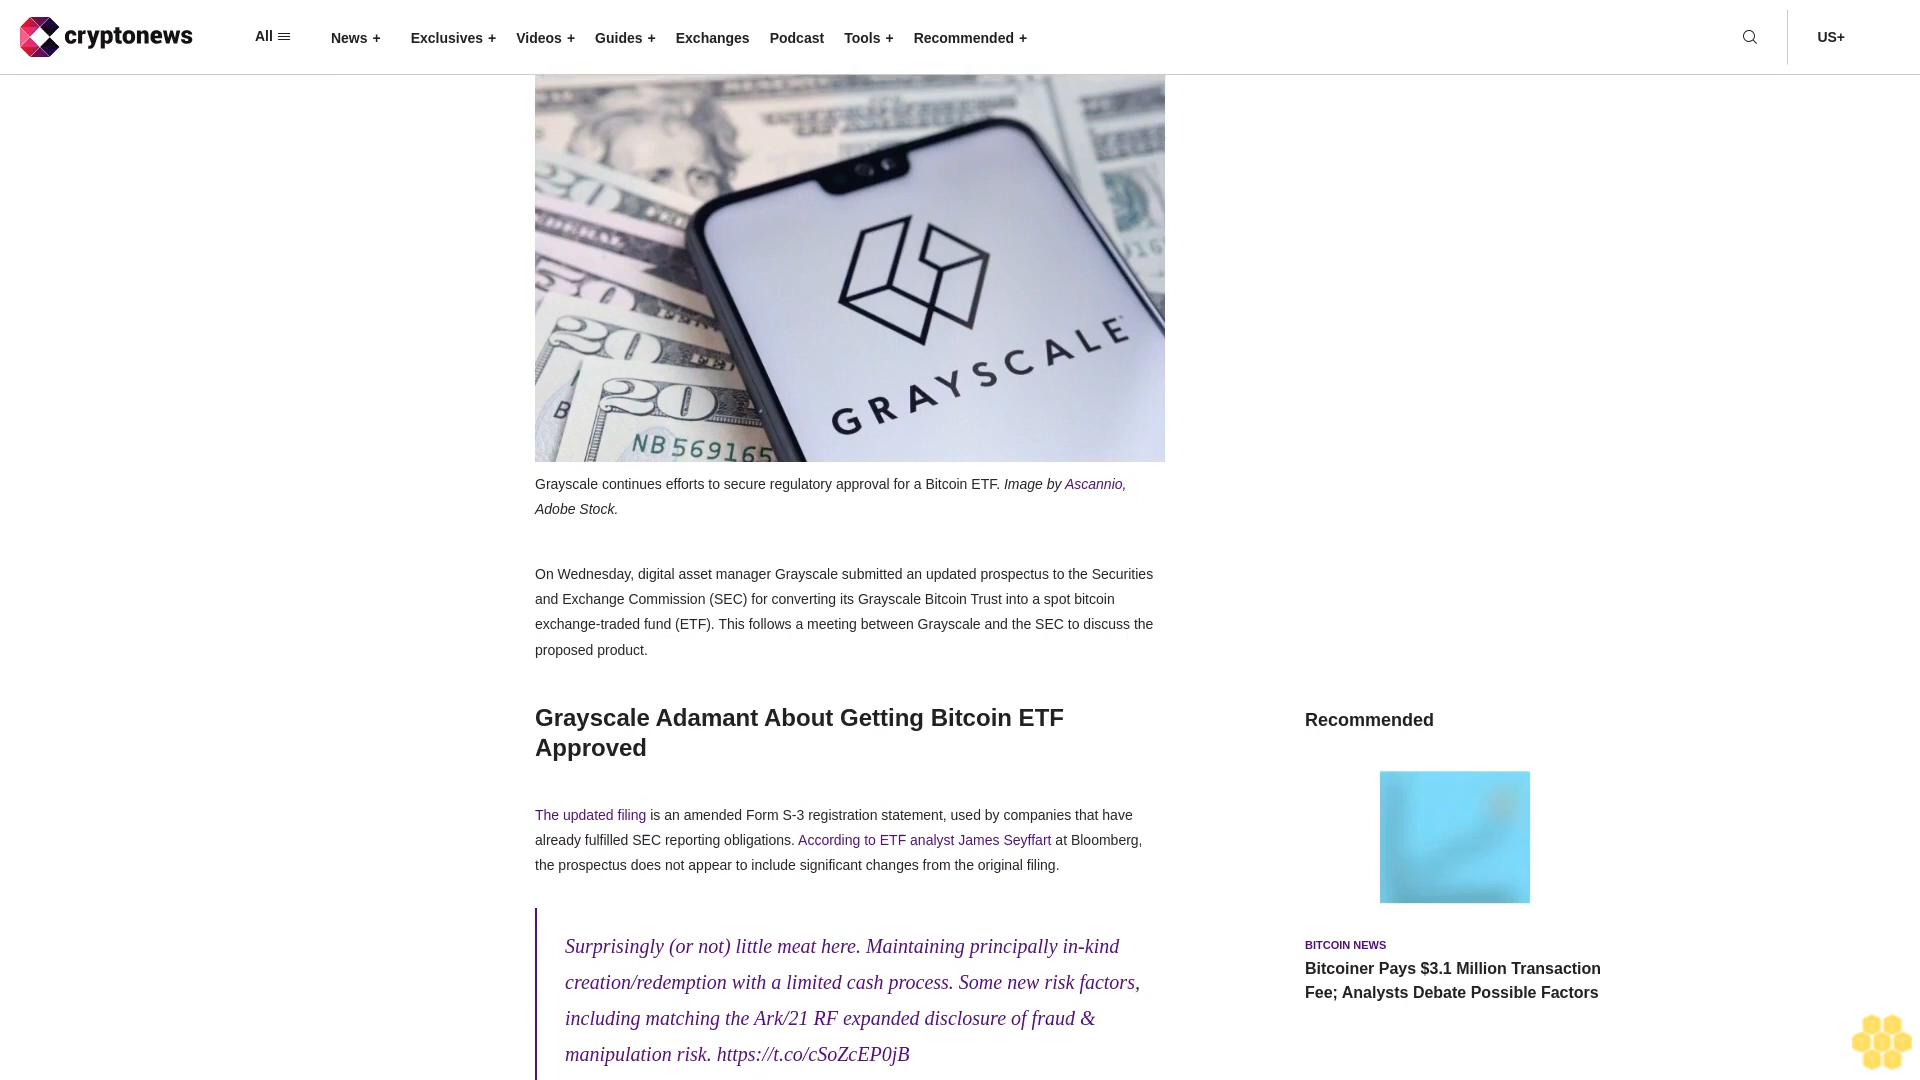 cryptonews
All
News +
Exclusives +
Videos +
Guides +
Exchanges
Podcast
Tools +
Recommended +
US+
20
50
20
20
B
NB569165
GRAYSCALE
Grayscale continues efforts to secure regulatory approval for a Bitcoin ETF. Image by Ascannio,
Adobe Stock.
On Wednesday, digital asset manager Grayscale submitted an updated prospectus to the Securities
and Exchange Commission (SEC) for converting its Grayscale Bitcoin Trust into a spot bitcoin
exchange-traded fund (ETF). This follows a meeting between Grayscale and the SEC to discuss the
proposed product.
Grayscale Adamant About Getting Bitcoin ETF
Approved
The updated filing is an amended Form S-3 registration statement, used by companies that have
already fulfilled SEC reporting obligations. According to ETF analyst James Seyffart at Bloomberg,
the prospectus does not appear to include significant changes from the original filing.
Surprisingly (or not) little meat here. Maintaining principally in-kind
creation/redemption with a limited cash process. Some new risk factors,
including matching the Ark/21 RF expanded disclosure of fraud &
manipulation risk. https://t.co/cSoZcEP0jB
Recommended
BITCOIN NEWS
Bitcoiner Pays $3.1 Million Transaction
Fee; Analysts Debate Possible Factors